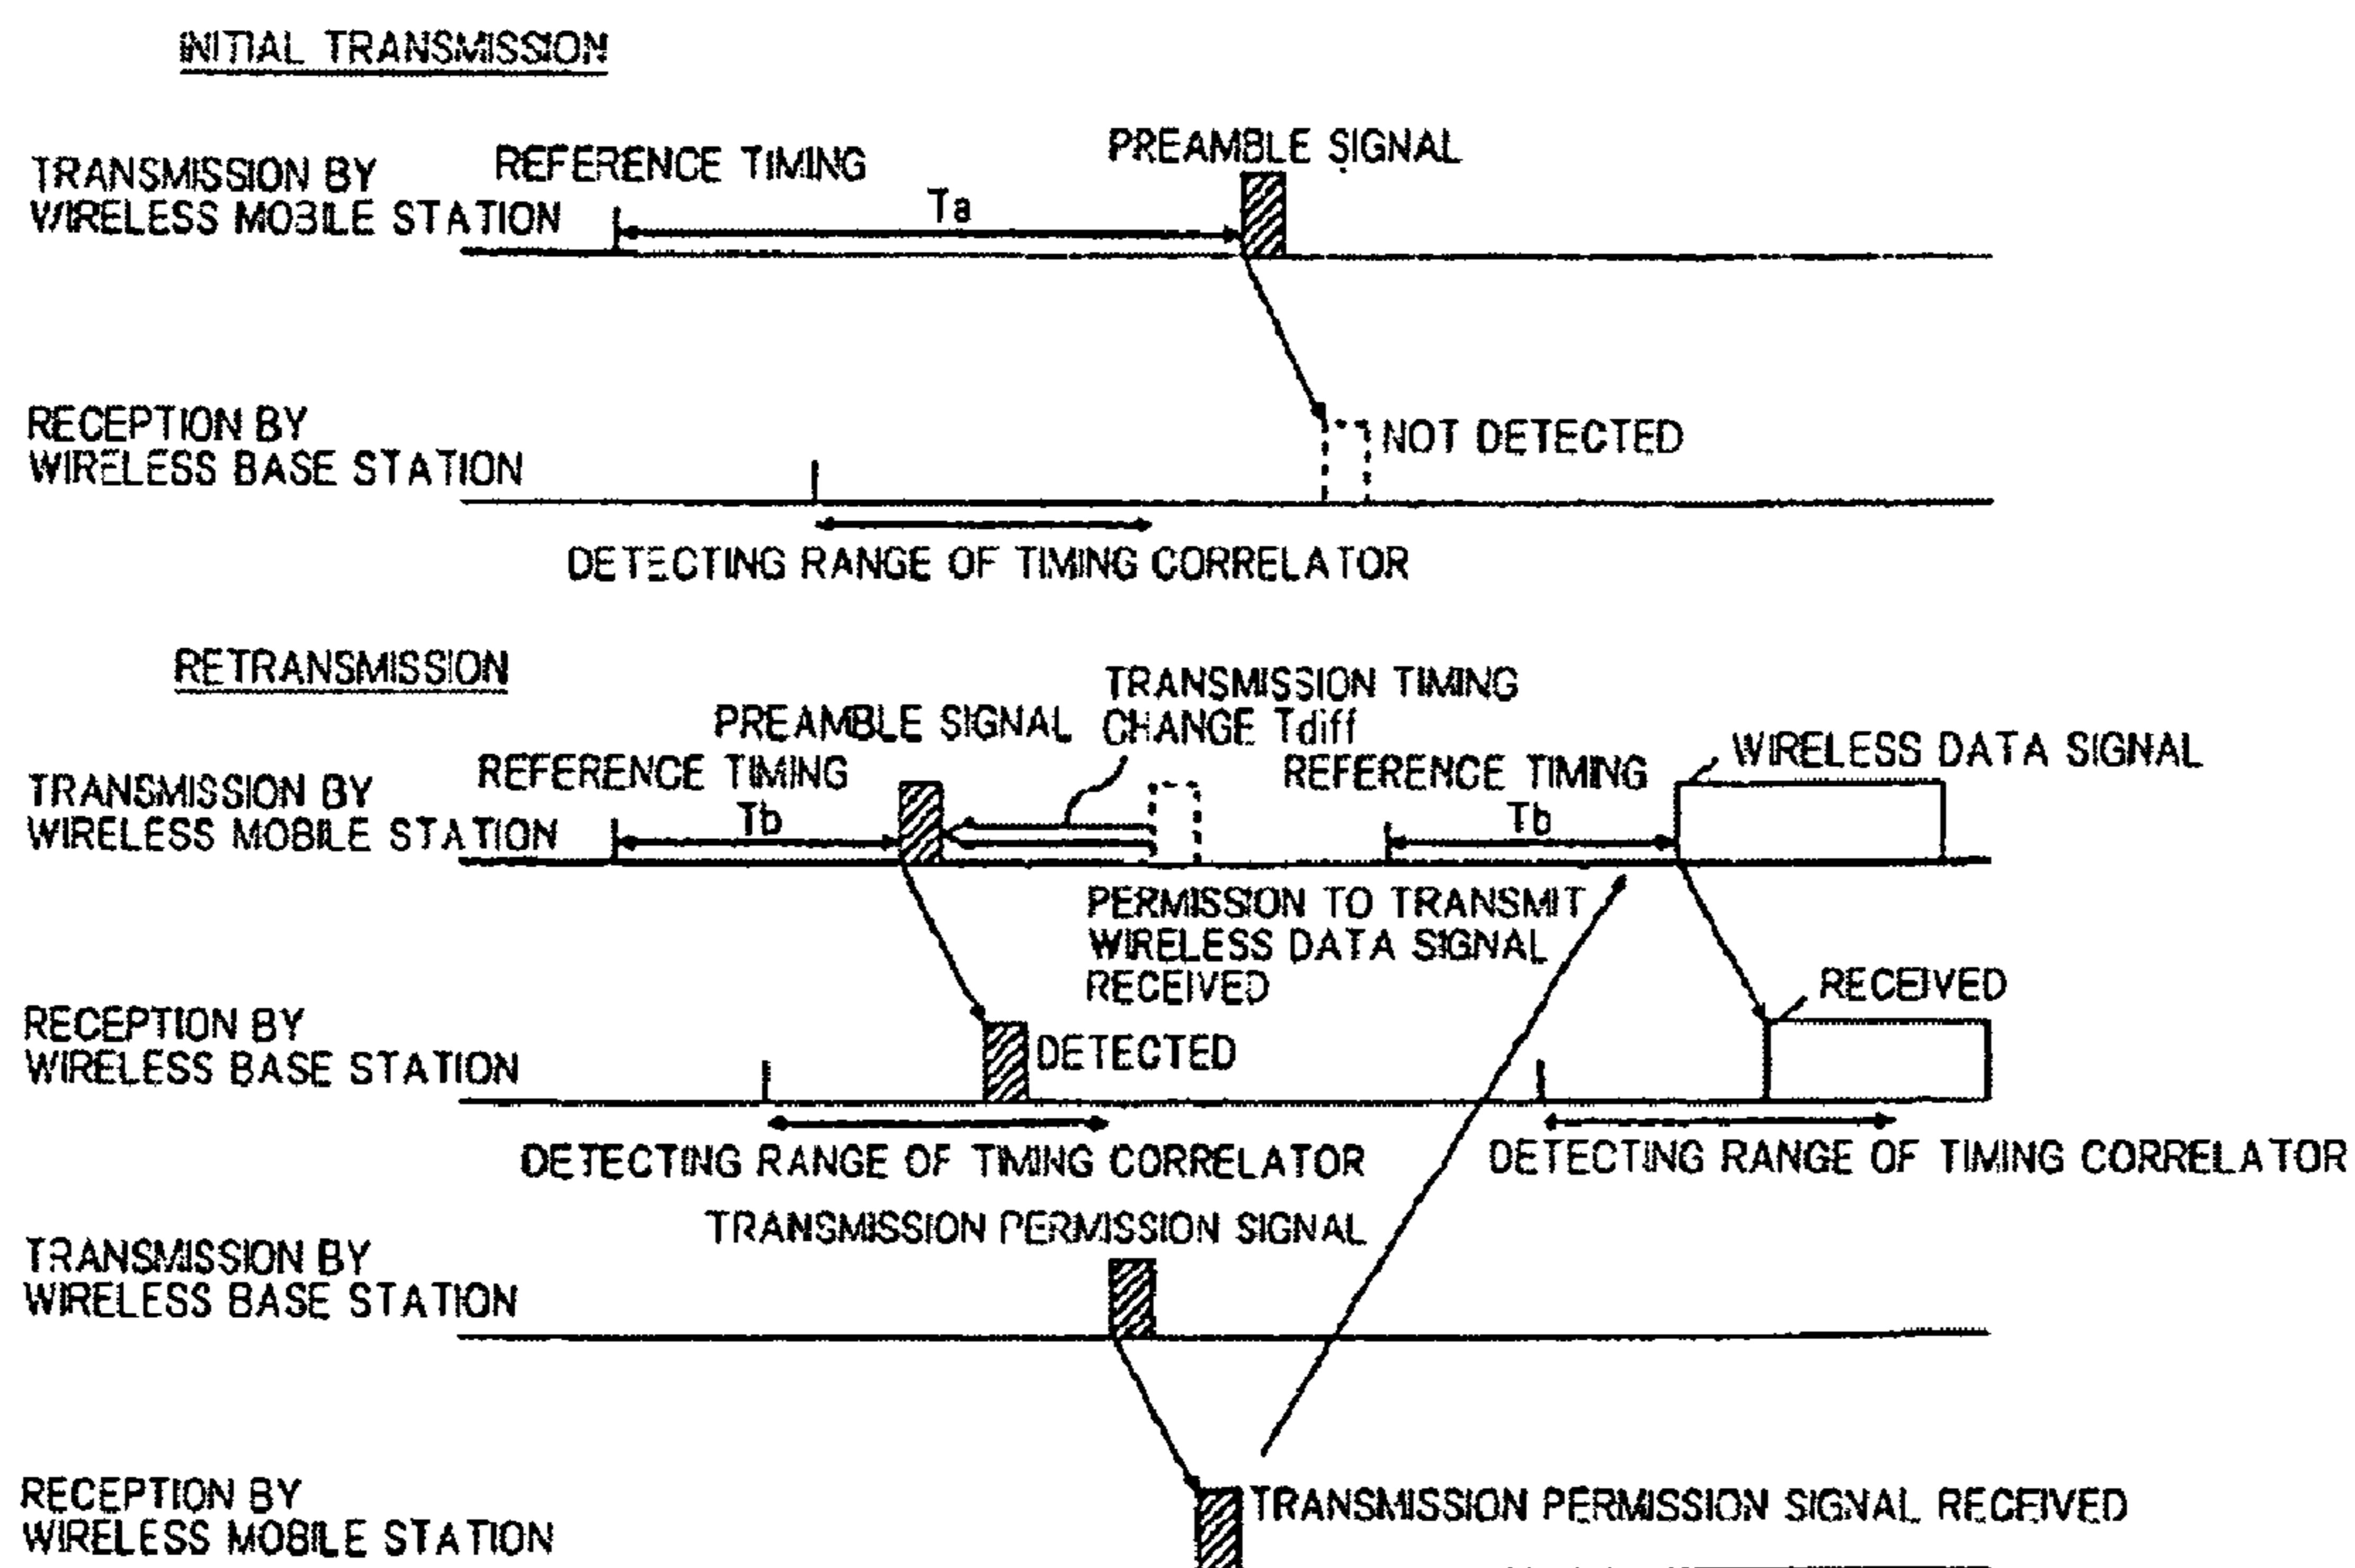 INITIAL TRANSMISSION
PREAMBLE SIGNAL
REFERENCE TIMING
TRANSMISSION BY
WIRELESS MOBILE STATION
Ta
RECEPTION BY
WIRELESS BASE STATION
NOT DETECTED
DETECTING RANGE OF TIMING CORRELATOR
RETRANSMISSION
TRANSMISSION TIMING
CHANGE Tdiff
PREAMBLE SIGNAL
WIRELESS DATA SIGNAL
REFERENCE TIMING
REFERENCE TIMING
TRANSMISSION BY
WIRELESS MOBILE STATION
Tb
Tb
PERMISSION TO TRANSMIT
WIRELESS DATA SIGNAL
RECEIVED
RECEIVED
RECEPTION BY
WIRELESS BASE STATION
DETECTED
DETECTING RANGE OF TIMING CORRELATOR
DETECTING RANGE OF TIMING CORRELATOR
TRANSMISSION PERMISSION SIGNAL
TRANSMISSION BY
WIRELESS BASE STATION
RECEPTION BY
WIRELESS MOBILE STATION
TRANSMISSION PERMISSION SIGNAL RECEIVED